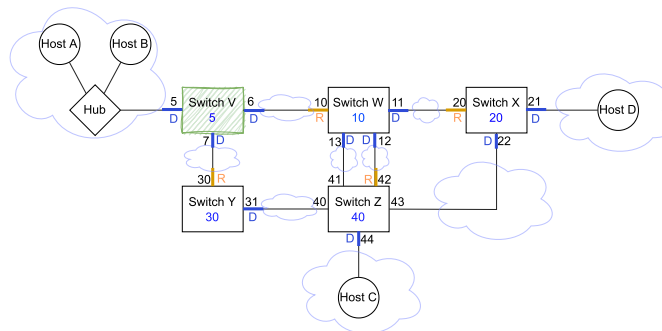 Host A
Host B
Hub
5
D
Switch V
5
6
D
10
R
Switch W
10
11
D
20
R
Switch X
20
21
D
Host D
7
D
13
D
D
12
D
22
30
R
41
R
42
Switch Y
30
31
D
40
Switch Z
40
43
D
44
Host C